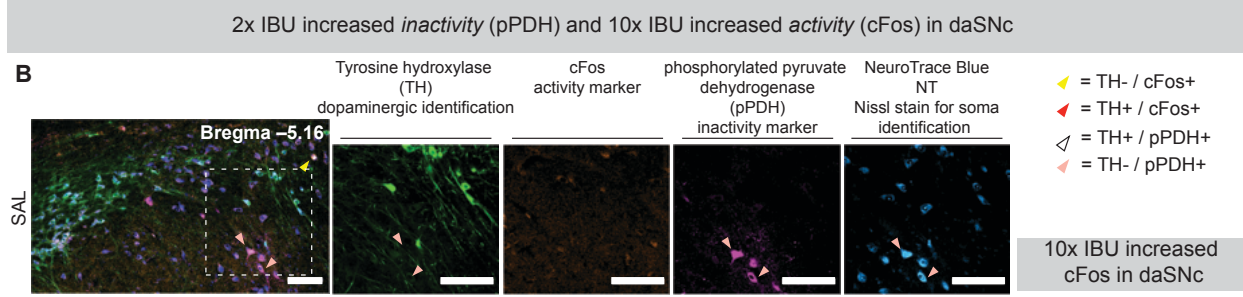 2x IBU increased inactivity (pPDH) and 10x IBU increased activity (cFos) in daSNc
B
Tyrosine hydroxylase
(TH)
dopaminergic identification
cFos
activity marker
phosphorylated pyruvate
dehydrogenase
(pPDH)
inactivity marker
NeuroTrace Blue
NT
Nissl stain for soma
identification
= TH- / cFos+
= TH+ / cFos+
= TH+ / pPDH+
= TH- / pPDH+
SAL
Bregma –5.16
10x IBU increased
cFos in daSNc